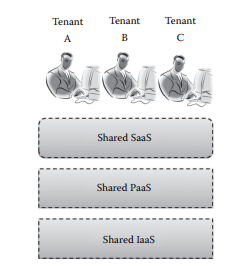 Tenant Tenant Tenant
A B C
Shared SaaS
Shared PaaS
Shared IaaS